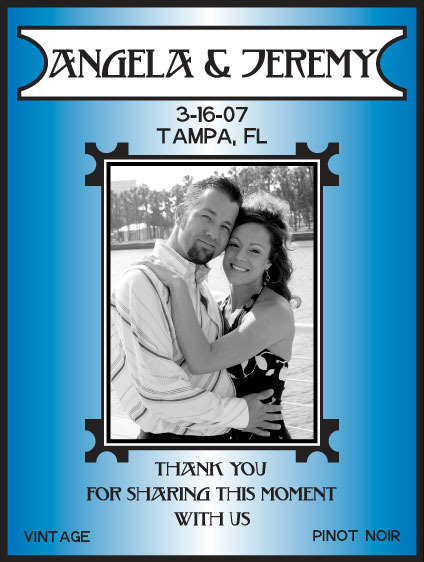 ANGELA & JEREMY
3-16-07
TAMPA, FL
THANK YOU
FOR SHARING THIS MOMENT
WITH US
VINTAGE PINOT NOIR